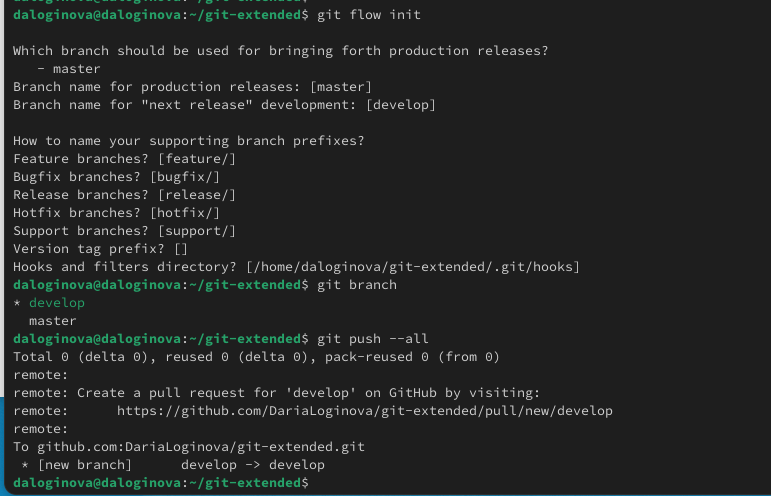 daloginova@daloginova:~/git-extended$ git flow init
Which branch should be used for bringing forth production releases?
   - master
Branch name for production releases: [master]
Branch name for "next release" development: [develop]
How to name your supporting branch prefixes?
Feature branches? [feature/]
Bugfix branches? [bugfix/]
Release branches? [release/]
Hotfix branches? [hotfix/]
Support branches? [support/]
Version tag prefix? []
Hooks and filters directory? [/home/daloginova/git-extended/.git/hooks]
daloginova@daloginova:~/git-extended$ git branch
* develop
  master
daloginova@daloginova:~/git-extended$ git push --all
Total 0 (delta 0), reused 0 (delta 0), pack-reused 0 (from 0)
remote:
remote: Create a pull request for 'develop' on GitHub by visiting:
remote:      https://github.com/DariaLoginova/git-extended/pull/new/develop
remote:
To github.com:DariaLoginova/git-extended.git
 * [new branch]      develop -> develop
daloginova@daloginova:~/git-extended$